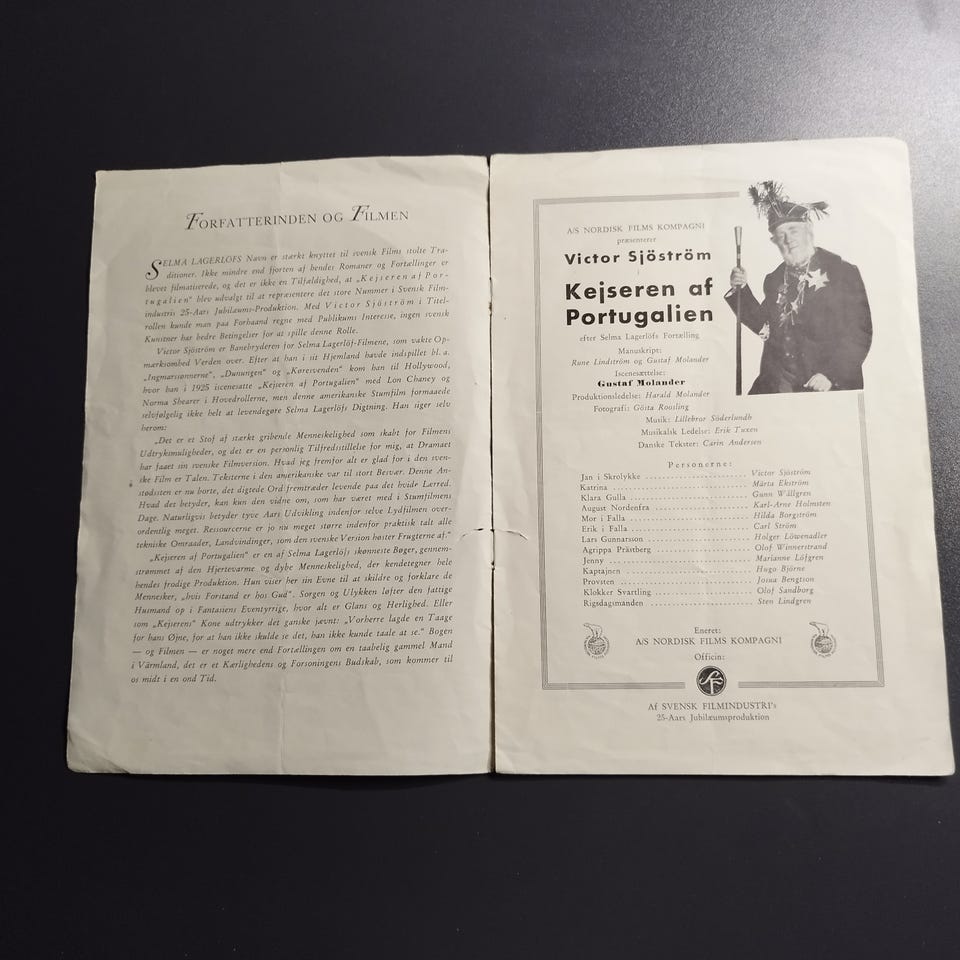 FORFATTERINDEN OG FILMEN
SELMA LAGERLÖFS Navn er stærkt knyttet til svensk Films stolte Tra-
ditioner. Ikke mindre end fjorten af hendes Romaner og Fortællinger er
blevet filmatiserede, og det er ikke en Tilfældighed, at „Kejseren af Por-
tugalien" blev udvalgt til at repræsentere det store Nummer i Svensk Film-
industris 25-Aars Jubilæums-Produktion. Med Victor Sjöström i Titel-
rollen kunde man paa Forhaand regne med Publikums Interesse, ingen svensk
Kunstner har bedre Betingelser for at spille denne Rolle.
Victor Sjöström er Banebryderen for Selma Lagerlöf-Filmene, som vakte Op-
mærksomhed Verden over. Efter at han i sit Hjemland havde indspillet bl. a.
„Ingmarssønnerne", „Dunungen" og „Køresvenden" kom han til Hollywood,
hvor han i 1925 iscenesatte „Kejseren af Portugalien" med Lon Chaney og
Norma Shearer i Hovedrollerne, men denne amerikanske Stumfilm formaaede
selvfølgelig ikke helt at levendegøre Selma Lagerlöfs Digtning. Han siger selv
herom:
„Det er et Stof af stærkt gribende Menneskelighed som skabt for Filmens
Udtryksmuligheder, og det er en personlig Tilfredsstillelse for mig, at Dramaet
har faaet sin svenske Filmversion. Hvad jeg fremfor alt er glad for i den sven-
ske Film er Talen. Teksterne i den amerikanske var til stort Besvær. Denne An-
stødssten er nu borte, det digtede Ord fremtræder levende paa det hvide Lærred.
Hvad det betyder, kan kun den vidne om, som har været med i Stumfilmens
Dage. Naturligvis betyder tyve Aars Udvikling indenfor selve Lydfilmen over-
ordentlig meget. Ressourcerne er jo nu meget større indenfor praktisk talt alle
tekniske Omraader, Landvindinger, som den svenske Version høster Frugterne af."
„Kejseren af Portugalien" er en af Selma Lagerlöfs skønneste Bøger, gennem-
strømmet af den Hjertevarme og dybe Menneskelighed, der kendetegner hele
hendes frodige Produktion. Hun viser her sin Evne til at skildre og forklare de
Mennesker, „hvis Forstand er hos Gud". Sorgen og Ulykken løfter den fattige
Husmand op i Fantasiens Eventyrrige, hvor alt er Glans og Herlighed. Eller
som „Kejserens" Kone udtrykker det ganske jævnt: „Vorherre lagde en Taage
for hans Øjne, for at han ikke skulde se det, han ikke kunde taale at se." Bogen
— og Filmen — er noget mere end Fortællingen om en taabelig gammel Mand
i Värmland, det er et Kærlighedens og Forsoningens Budskab, som kommer til
os midt i en ond Tid.
A/S NORDISK FILMS KOMPAGNI
præsenterer
Victor Sjöström
i
Kejseren af
Portugalien
efter Selma Lagerlöfs Fortælling
Manuskript:
Rune Lindström og Gustaf Molander
Iscenesættelse:
Gustaf Molander
Produktionsledelse: Harald Molander
Fotografi: Gösta Roosling
Musik: Lillebror Söderlundh
Musikalsk Ledelse: Erik Tuxen
Danske Tekster: Carin Andersen
Personerne:
Jan i Skrolykke ........ Victor Sjöström
Katrina ........ Märta Ekström
Klara Gulla ........ Gunn Wållgren
August Nordenfra ........ Karl-Arne Holmsten
Mor i Falla ........ Hilda Borgström
Erik i Falla ........ Carl Ström
Lars Gunnarsson ........ Holger Löwenadler
Agrippa Prästberg ........ Olof Winnerstrand
Jenny ........ Marianne Löfgren
Kaptajnen ........ Hugo Björne
Provsten ........ Josua Bengtson
Klokker Svartling ........ Olof Sandborg
Rigsdagsmanden ........ Sten Lindgren
Eneret:
A/S NORDISK FILMS KOMPAGNI
Officin:
SF
Af SVENSK FILMINDUSTRI's
25-Aars Jubilæumsproduktion